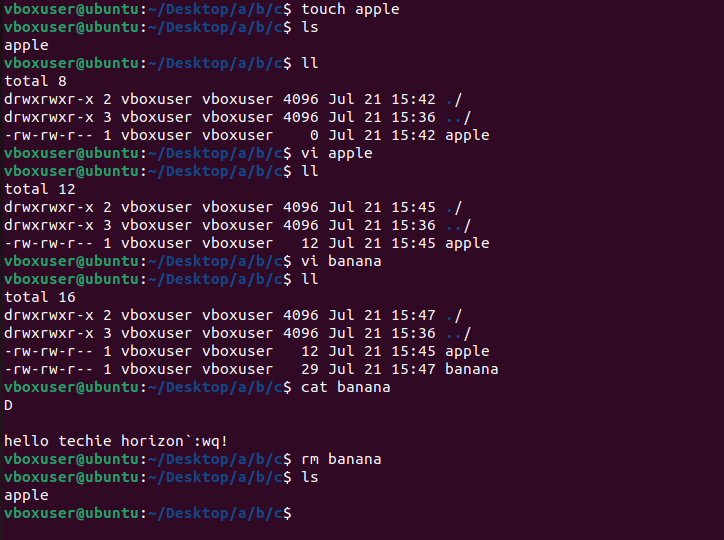 vboxuser@ubuntu:~/Desktop/a/b/c$ touch apple
vboxuser@ubuntu:~/Desktop/a/b/c$ ls
apple
vboxuser@ubuntu:~/Desktop/a/b/c$ ll
total 8
drwxrwxr-x 2 vboxuser vboxuser 4096 Jul 21 15:42 ./
drwxrwxr-x 3 vboxuser vboxuser 4096 Jul 21 15:36 ../
-rw-rw-r-- 1 vboxuser vboxuser    0 Jul 21 15:42 apple
vboxuser@ubuntu:~/Desktop/a/b/c$ vi apple
vboxuser@ubuntu:~/Desktop/a/b/c$ ll
total 12
drwxrwxr-x 2 vboxuser vboxuser 4096 Jul 21 15:45 ./
drwxrwxr-x 3 vboxuser vboxuser 4096 Jul 21 15:36 ../
-rw-rw-r-- 1 vboxuser vboxuser   12 Jul 21 15:45 apple
vboxuser@ubuntu:~/Desktop/a/b/c$ vi banana
vboxuser@ubuntu:~/Desktop/a/b/c$ ll
total 16
drwxrwxr-x 2 vboxuser vboxuser 4096 Jul 21 15:47 ./
drwxrwxr-x 3 vboxuser vboxuser 4096 Jul 21 15:36 ../
-rw-rw-r-- 1 vboxuser vboxuser   12 Jul 21 15:45 apple
-rw-rw-r-- 1 vboxuser vboxuser   29 Jul 21 15:47 banana
vboxuser@ubuntu:~/Desktop/a/b/c$ cat banana
D

hello techie horizon`:wq!
vboxuser@ubuntu:~/Desktop/a/b/c$ rm banana
vboxuser@ubuntu:~/Desktop/a/b/c$ ls
apple
vboxuser@ubuntu:~/Desktop/a/b/c$